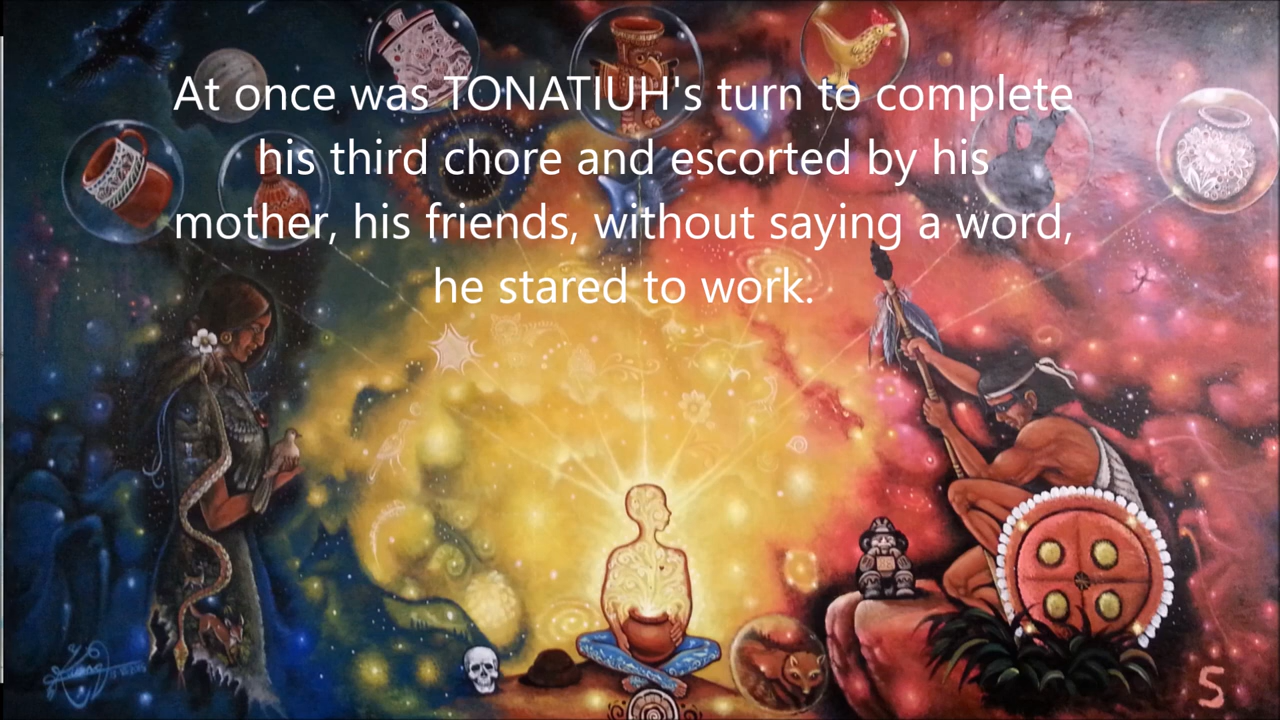 At once was TONATIUH's turn to complete
his third chore and escorted by his
mother, his friends, without saying a word,
he stared to work.
5